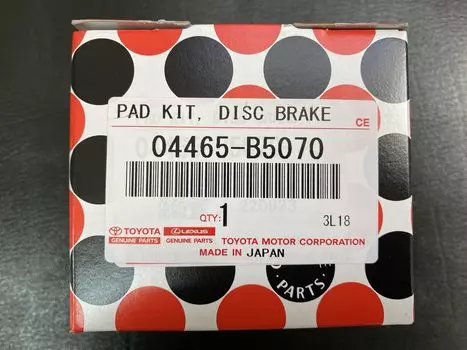 PAD KIT, DISC BRAKE
CE
04465-B5070
QTY: 1
3L18
TOYOTA LEXUS
GENUINE PARTS GENUINE PARTS TOYOTA MOTOR CORPORATION
MADE IN JAPAN
PARTS